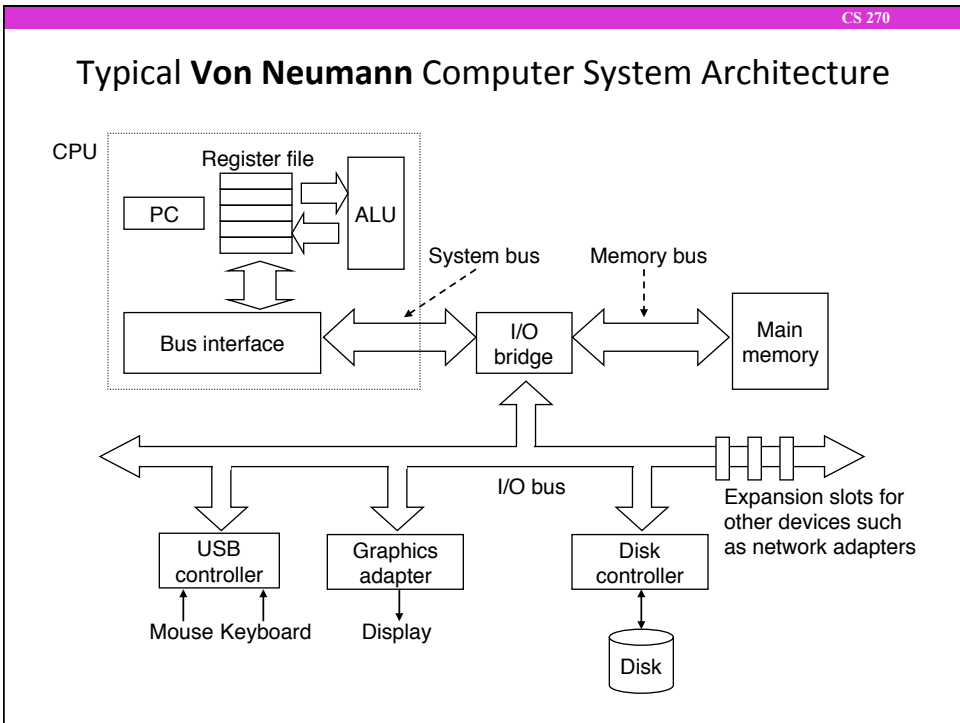 CS 270
Typical Von Neumann Computer System Architecture
CPU
Register file
PC
ALU
System bus
Memory bus
Bus interface
I/O
bridge
Main
memory
I/O bus
Expansion slots for
other devices such
as network adapters
USB
controller
Graphics
adapter
Disk
controller
Mouse Keyboard
Display
Disk